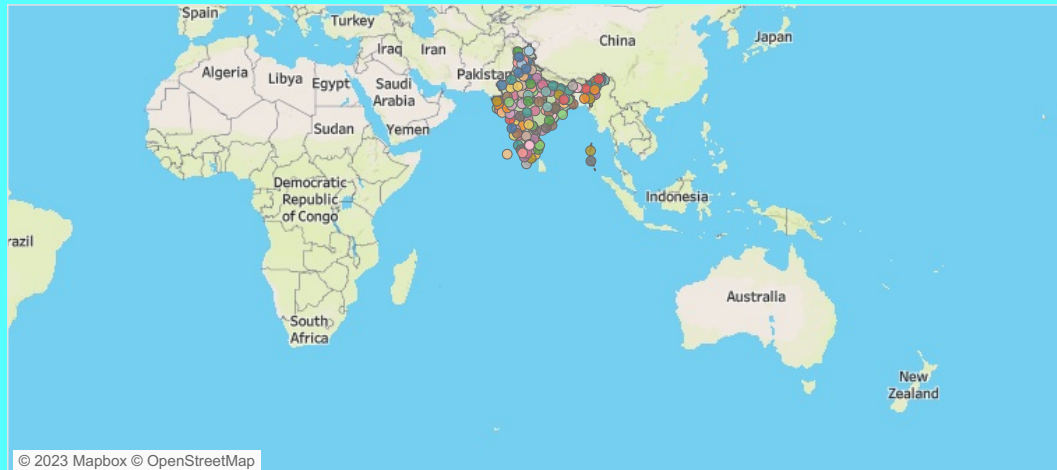 Spain
Turkey
Japan
China
Iraq
Iran
Algeria
Libya
Egypt
Saudi
Arabia
Pakistan
Sudan
Yemen
Democratic
Republic
of Congo
Indonesia
razil
Australia
South
Africa
New
Zealand
© 2023 Mapbox © OpenStreetMap